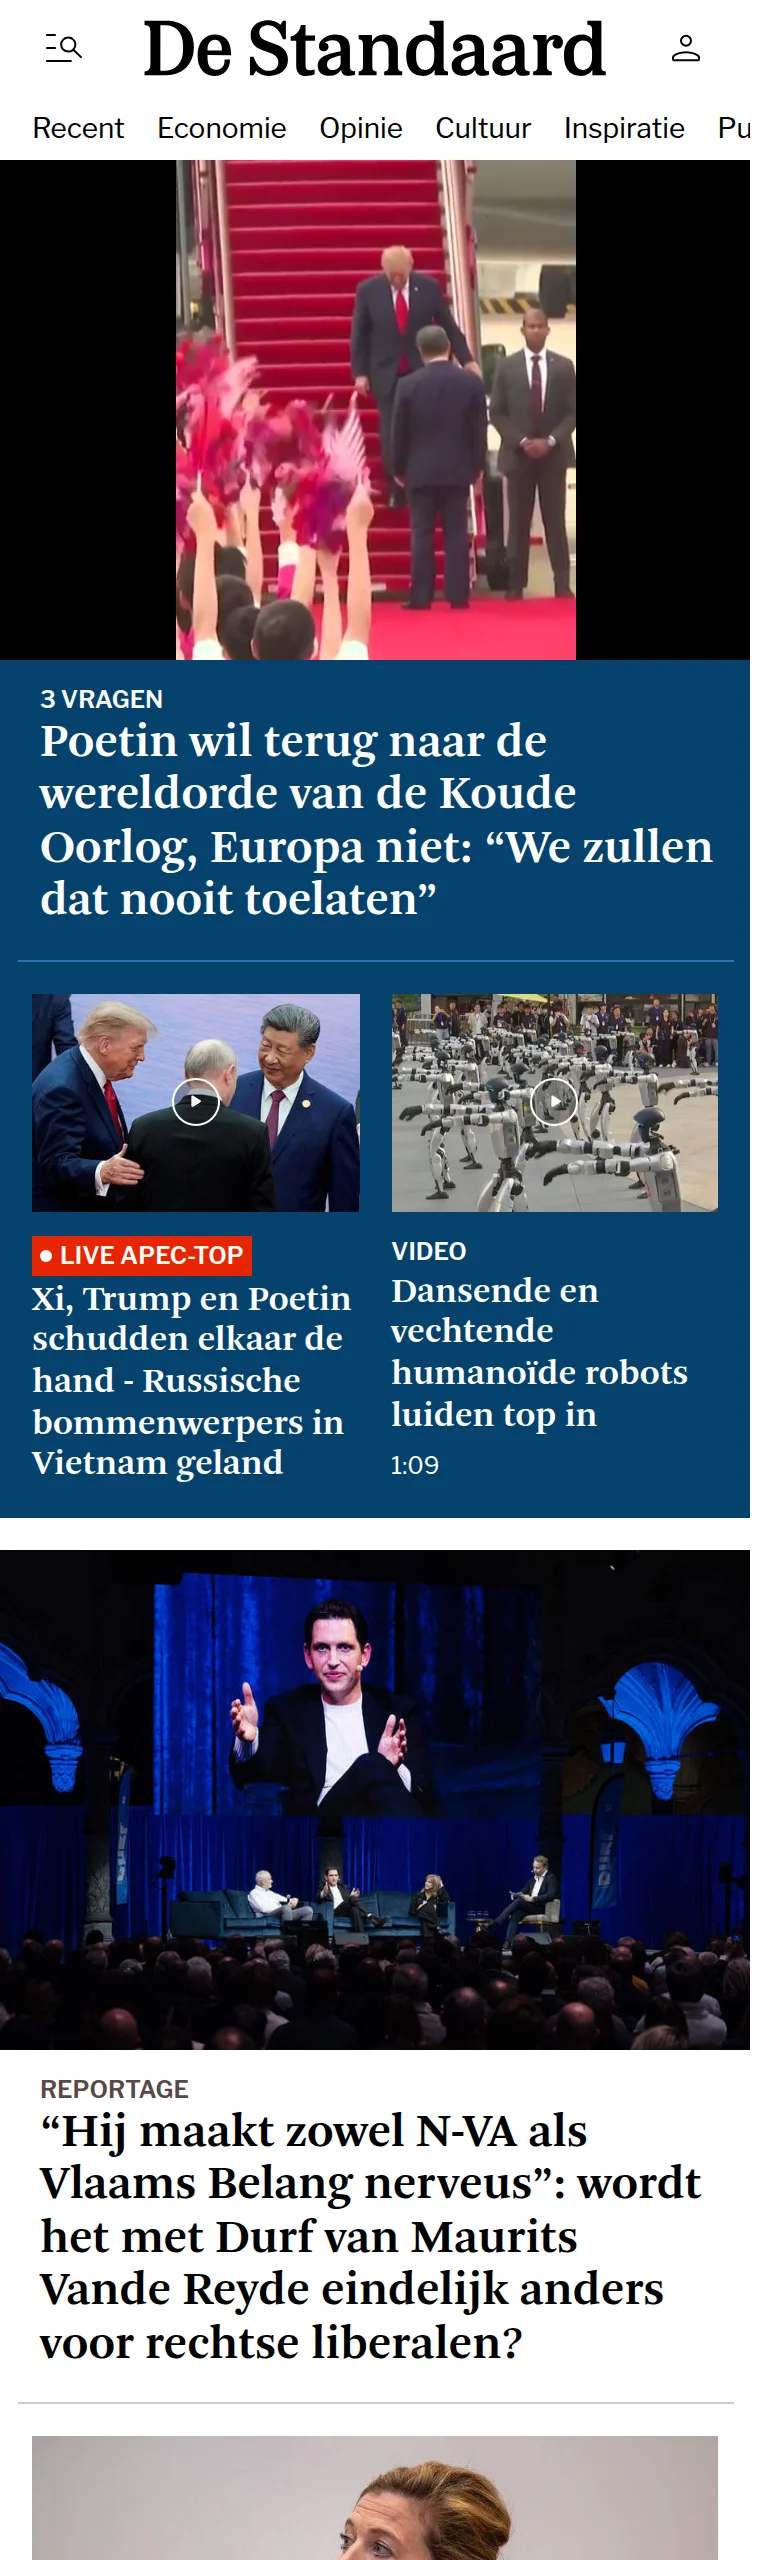 De Standaard
Recent Economie Opinie Cultuur Inspiratie Pu
3 VRAGEN
Poetin wil terug naar de
wereldorde van de Koude
Oorlog, Europa niet: “We zullen
dat nooit toelaten”
LIVE APEC-TOP
Xi, Trump en Poetin
schudden elkaar de
hand - Russische
bommenwerpers in
Vietnam geland
VIDEO
Dansende en
vechtende
humanoïde robots
luiden top in
1:09
REPORTAGE
“Hij maakt zowel N-VA als
Vlaams Belang nerveus”: wordt
het met Durf van Maurits
Vande Reyde eindelijk anders
voor rechtse liberalen?